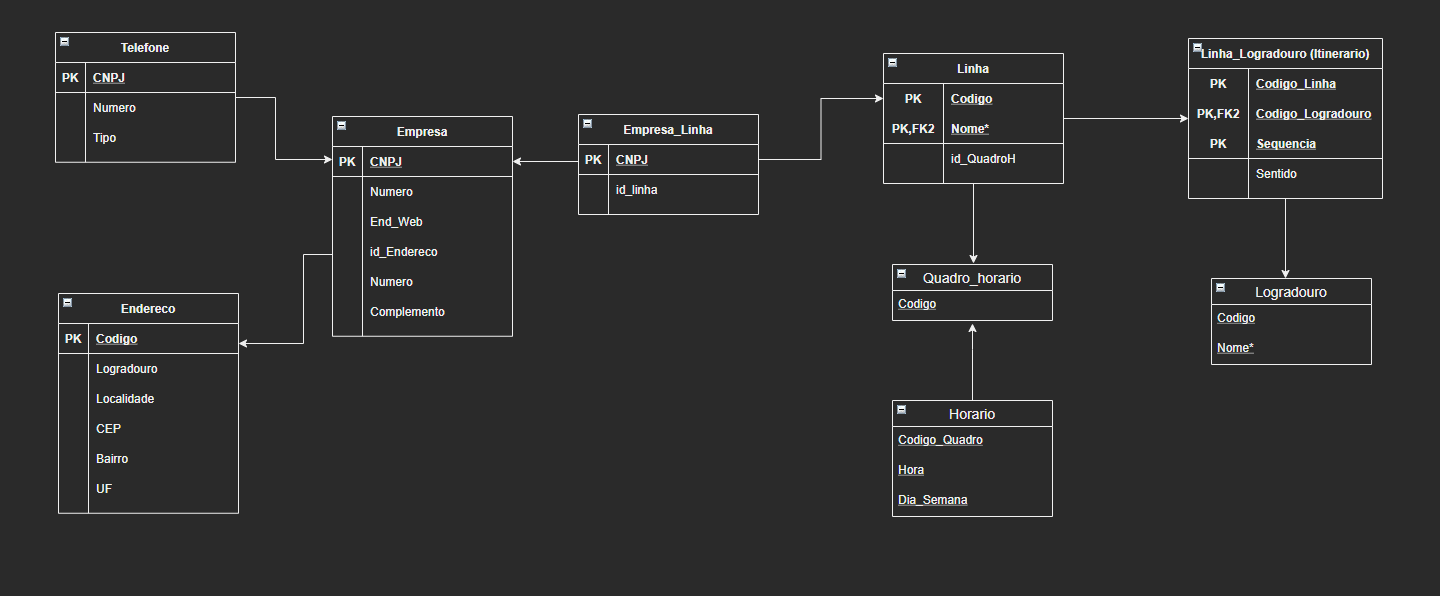 Telefone
PK CNPJ
Numero
Tipo
Empresa
PK CNPJ
Numero
End_Web
id_Endereco
Numero
Complemento
Endereco
PK Codigo
Logradouro
Localidade
CEP
Bairro
UF
Empresa_Linha
PK CNPJ
id_linha
Linha
PK Codigo
PK,FK2 Nome*
id_QuadroH
Quadro_horario
Codigo
Horario
Codigo_Quadro
Hora
Dia_Semana
Linha_Logradouro (Itinerario)
PK Codigo_Linha
PK,FK2 Codigo_Logradouro
PK Sequencia
Sentido
Logradouro
Codigo
Nome*